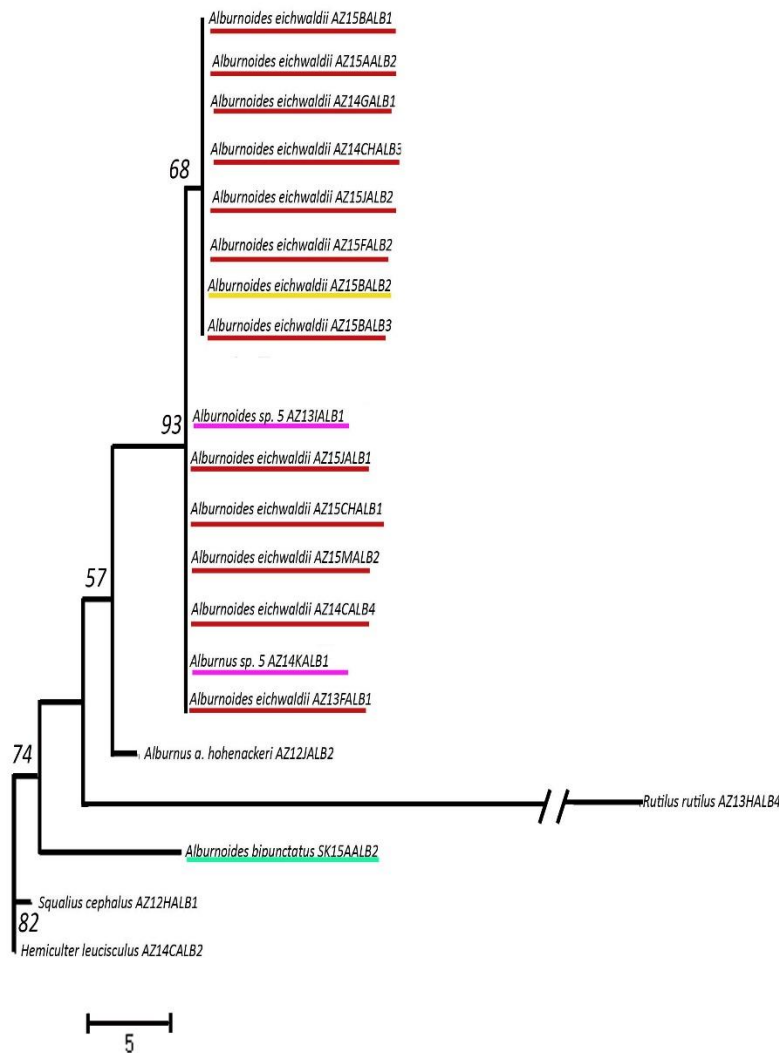 Alburnoides eichwaldii AZ15BALB1
Alburnoides eichwaldii AZ15AALB2
Alburnoides eichwaldii AZ14GALB1
Alburnoides eichwaldii AZ14CHALB3
68
Alburnoides eichwaldii AZ15JALB2
Alburnoides eichwaldii AZ15FALB2
Alburnoides eichwaldii AZ15BALB2
Alburnoides eichwaldii AZ15BALB3
Alburnoides sp. 5 AZ13IALB1
93
Alburnoides eichwaldii AZ15JALB1
Alburnoides eichwaldii AZ15CHALB1
Alburnoides eichwaldii AZ15MALB2
57
Alburnoides eichwaldii AZ14CALB4
Alburnus sp. 5 AZ14KALB1
Alburnoides eichwaldii AZ13FALB1
74
Alburnus a. hohenackeri AZ12JALB2
Rutilus rutilus AZ13HALB4
Alburnoides bipunctatus SK15AALB2
Squalius cephalus AZ12HALB1
82
Hemiculter leucisculus AZ14CALB2
5